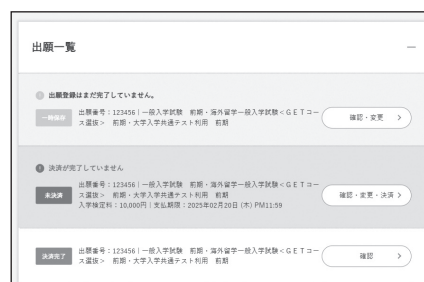 出願一覧
出願登録はまだ完了していません。
一時保存
出願番号：123456 | 一般入学試験 前期・海外留学一般入学試験＜ＧＥＴコー
ス選抜＞ 前期・大学入学共通テスト利用 前期
確認・変更
決済が完了していません
未決済
出願番号：123456 | 一般入学試験 前期・海外留学一般入学試験＜ＧＥＴコー
ス選抜＞ 前期・大学入学共通テスト利用 前期
入学検定料：10,000円 | 支払期限：2025年02月20日 (木) PM11:59
確認・変更・決済
決済完了
出願番号：123456 | 一般入学試験 前期・海外留学一般入学試験＜ＧＥＴコー
ス選抜＞ 前期・大学入学共通テスト利用 前期
確認